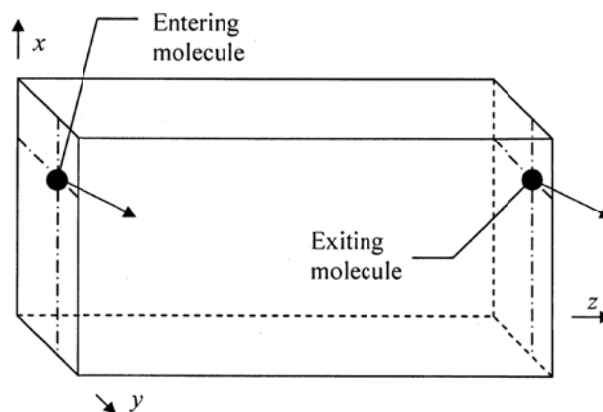 Entering
molecule
x
Exiting
molecule
z
y